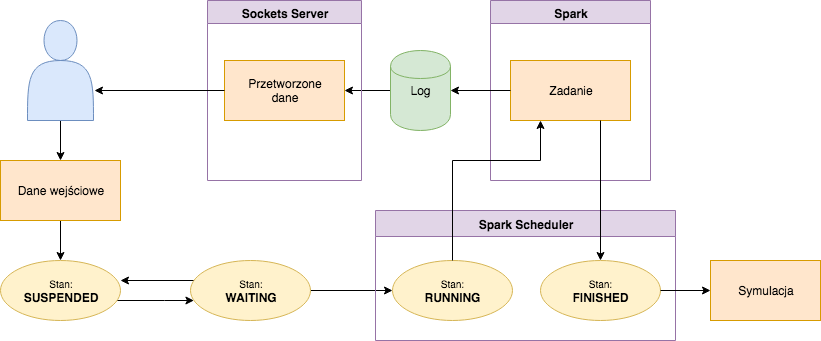 Sockets Server
Spark
Przetworzone
dane
Log
Zadanie
Dane wejściowe
Spark Scheduler
Stan:
SUSPENDED
Stan:
WAITING
Stan:
RUNNING
Stan:
FINISHED
Symulacja